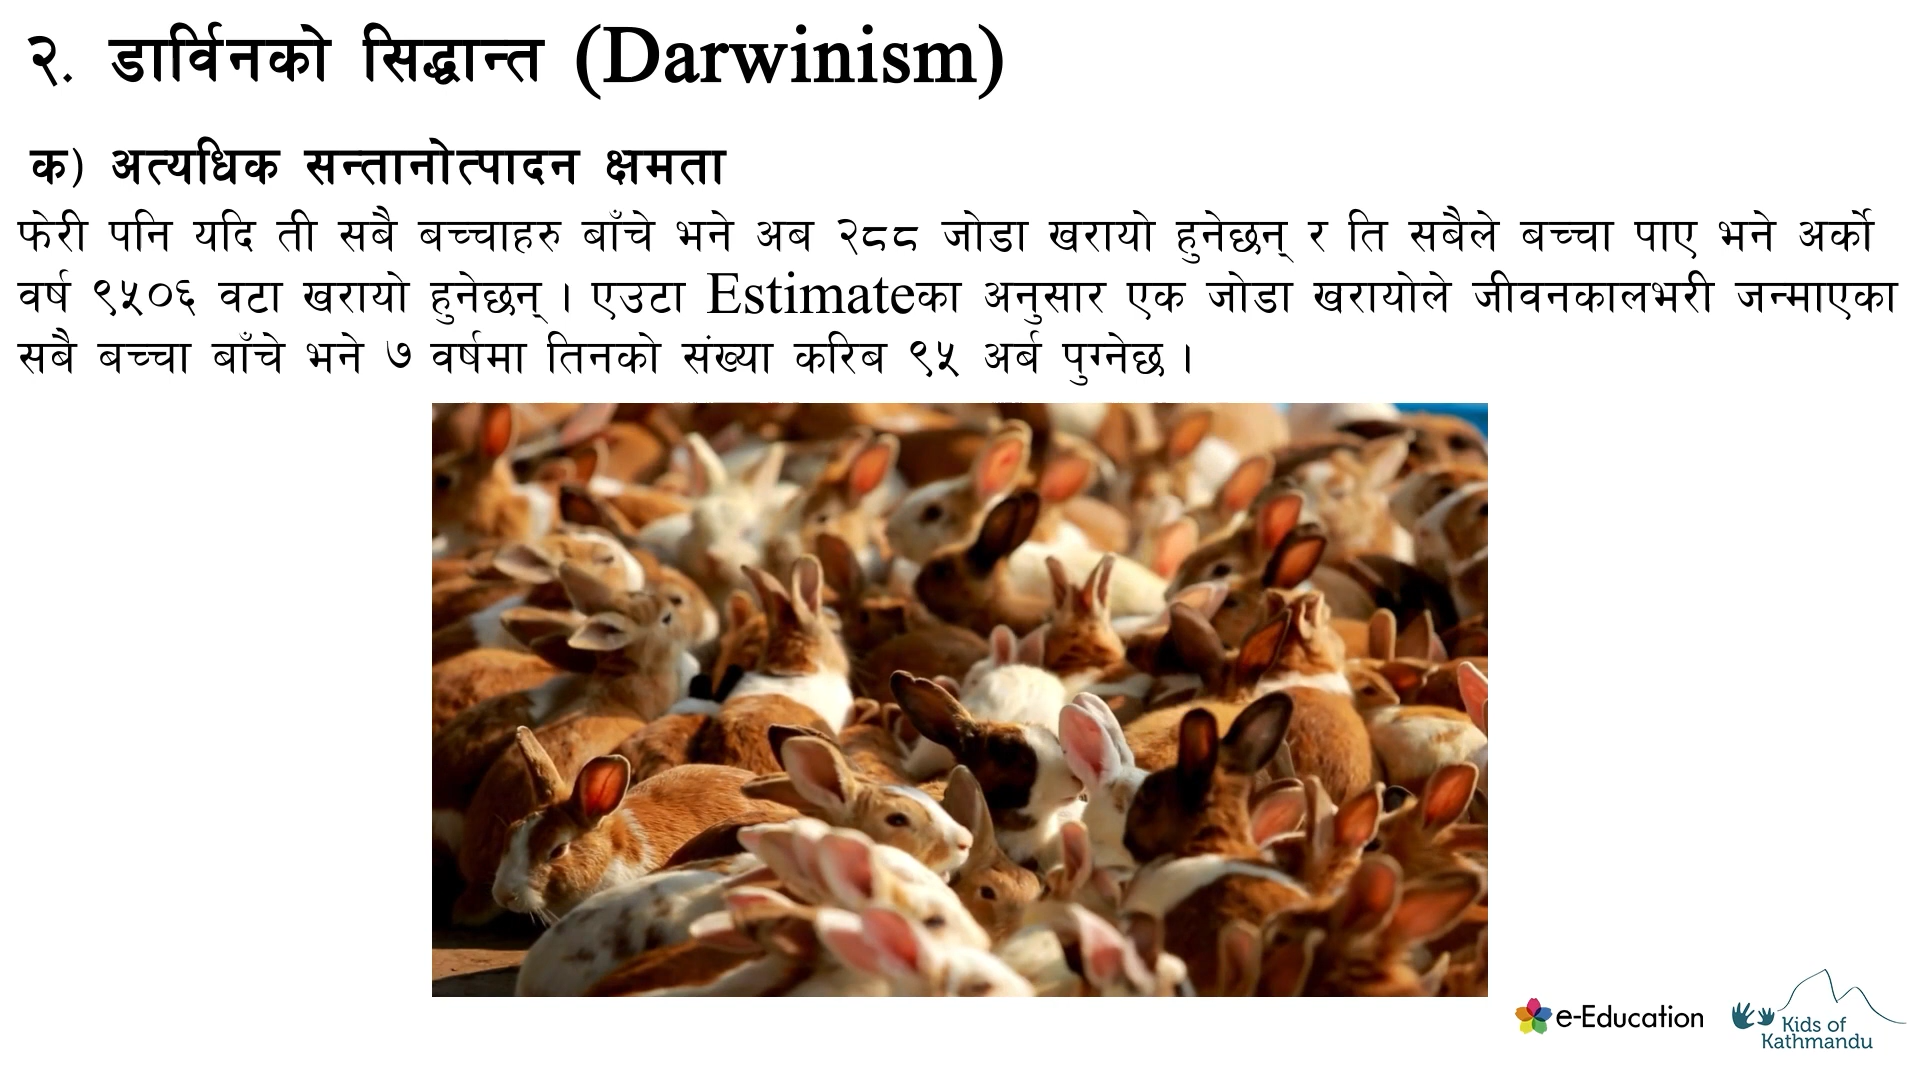 २. डार्विनको सिद्धान्त (Darwinism)
क) अत्यधिक सन्तानोत्पादन क्षमता
फेरी पनि यदि ती सबै बच्चाहरु बाँचे भने अब २८८ जोडा खरायो हुनेछन् र ति सबैले बच्चा पाए भने अर्को
वर्ष ९५०६ वटा खरायो हुनेछन् । एउटा Estimateका अनुसार एक जोडा खरायोले जीवनकालभरी जन्माएका
सबै बच्चा बाँचे भने ७ वर्षमा तिनको संख्या करिब ९५ अर्ब पुग्नेछ ।
e-Education
Kids of
Kathmandu